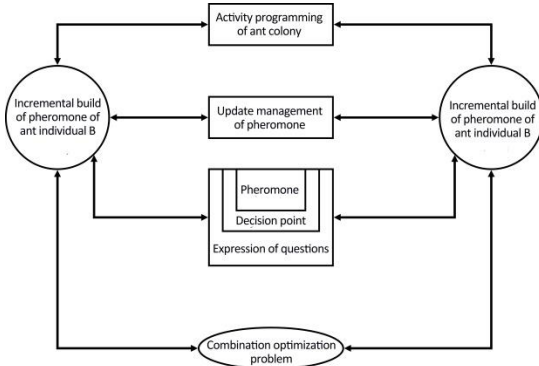 Activity programming
of ant colony
Incremental build
of pheromone of
ant individual B
Update management
of pheromone
Incremental build
of pheromone of
ant individual B
Pheromone
Decision point
Expression of questions
Combination optimization
problem